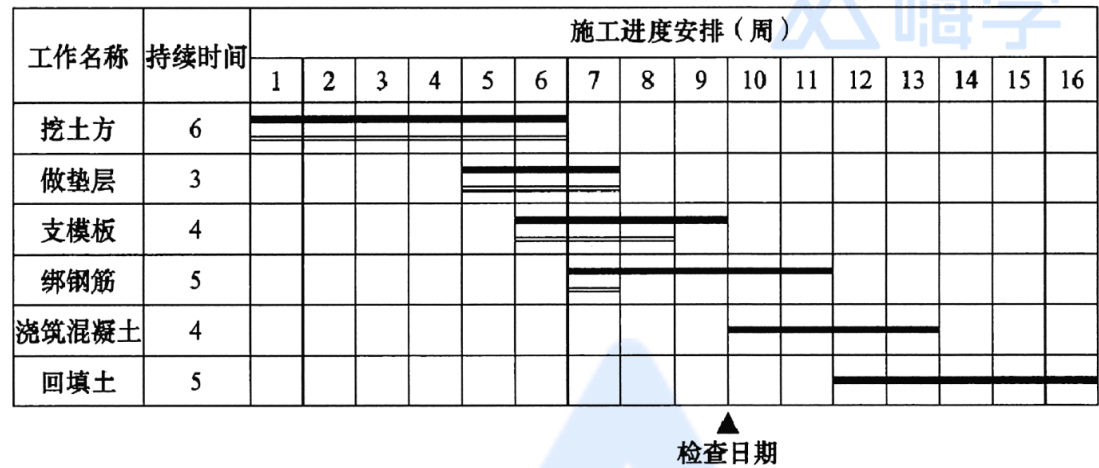 嗨学
施工进度安排（周）
工作名称 持续时间
1 2 3 4 5 6 7 8 9 10 11 12 13 14 15 16
挖土方 6
做垫层 3
支模板 4
绑钢筋 5
浇筑混凝土 4
回填土 5
检查日期